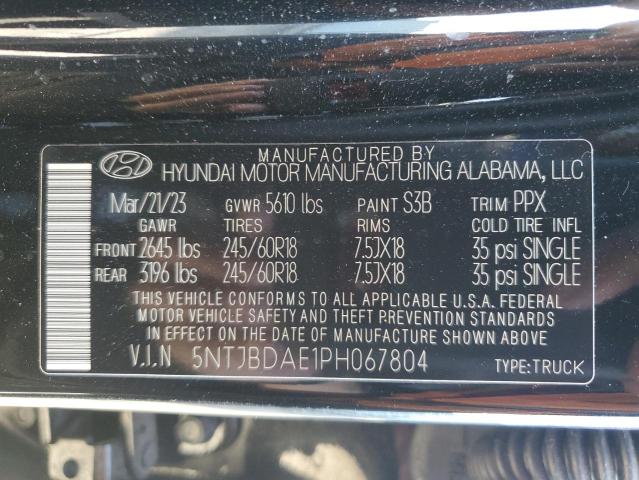 MANUFACTURED BY
HYUNDAI MOTOR MANUFACTURING ALABAMA, LLC
Mar/21/23 GVWR 5610 lbs PAINT S3B TRIM PPX
GAWR TIRES RIMS COLD TIRE INFL
FRONT 2645 lbs 245/60R18 7.5JX18 35 psi SINGLE
REAR 3196 lbs 245/60R18 7.5JX18 35 psi SINGLE
THIS VEHICLE CONFORMS TO ALL APPLICABLE U.S.A. FEDERAL
MOTOR VEHICLE SAFETY AND THEFT PREVENTION STANDARDS
IN EFFECT ON THE DATE OF MANUFACTURE SHOWN ABOVE
V.I.N 5NTJBDAE1PH067804 TYPE:TRUCK